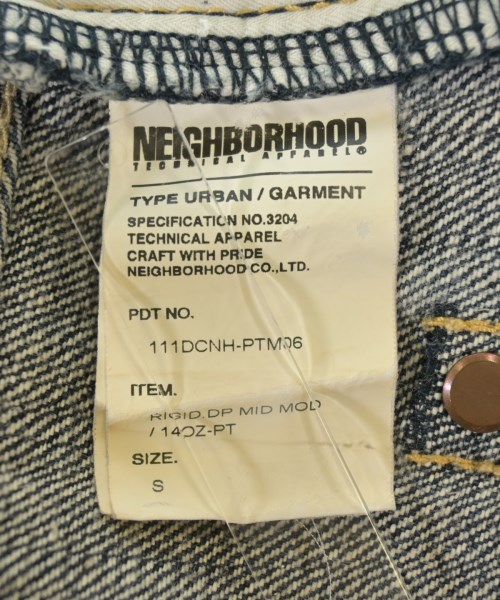 NEIGHBORHOOD
TECHNICAL APPAREL®
TYPE URBAN / GARMENT
SPECIFICATION NO.3204
TECHNICAL APPAREL
CRAFT WITH PRIDE
NEIGHBORHOOD CO.,LTD.
PDT NO.
111DCNH-PTM06
ITEM.
RIGID.DP MID MOD
/ 14OZ-PT
SIZE.
S